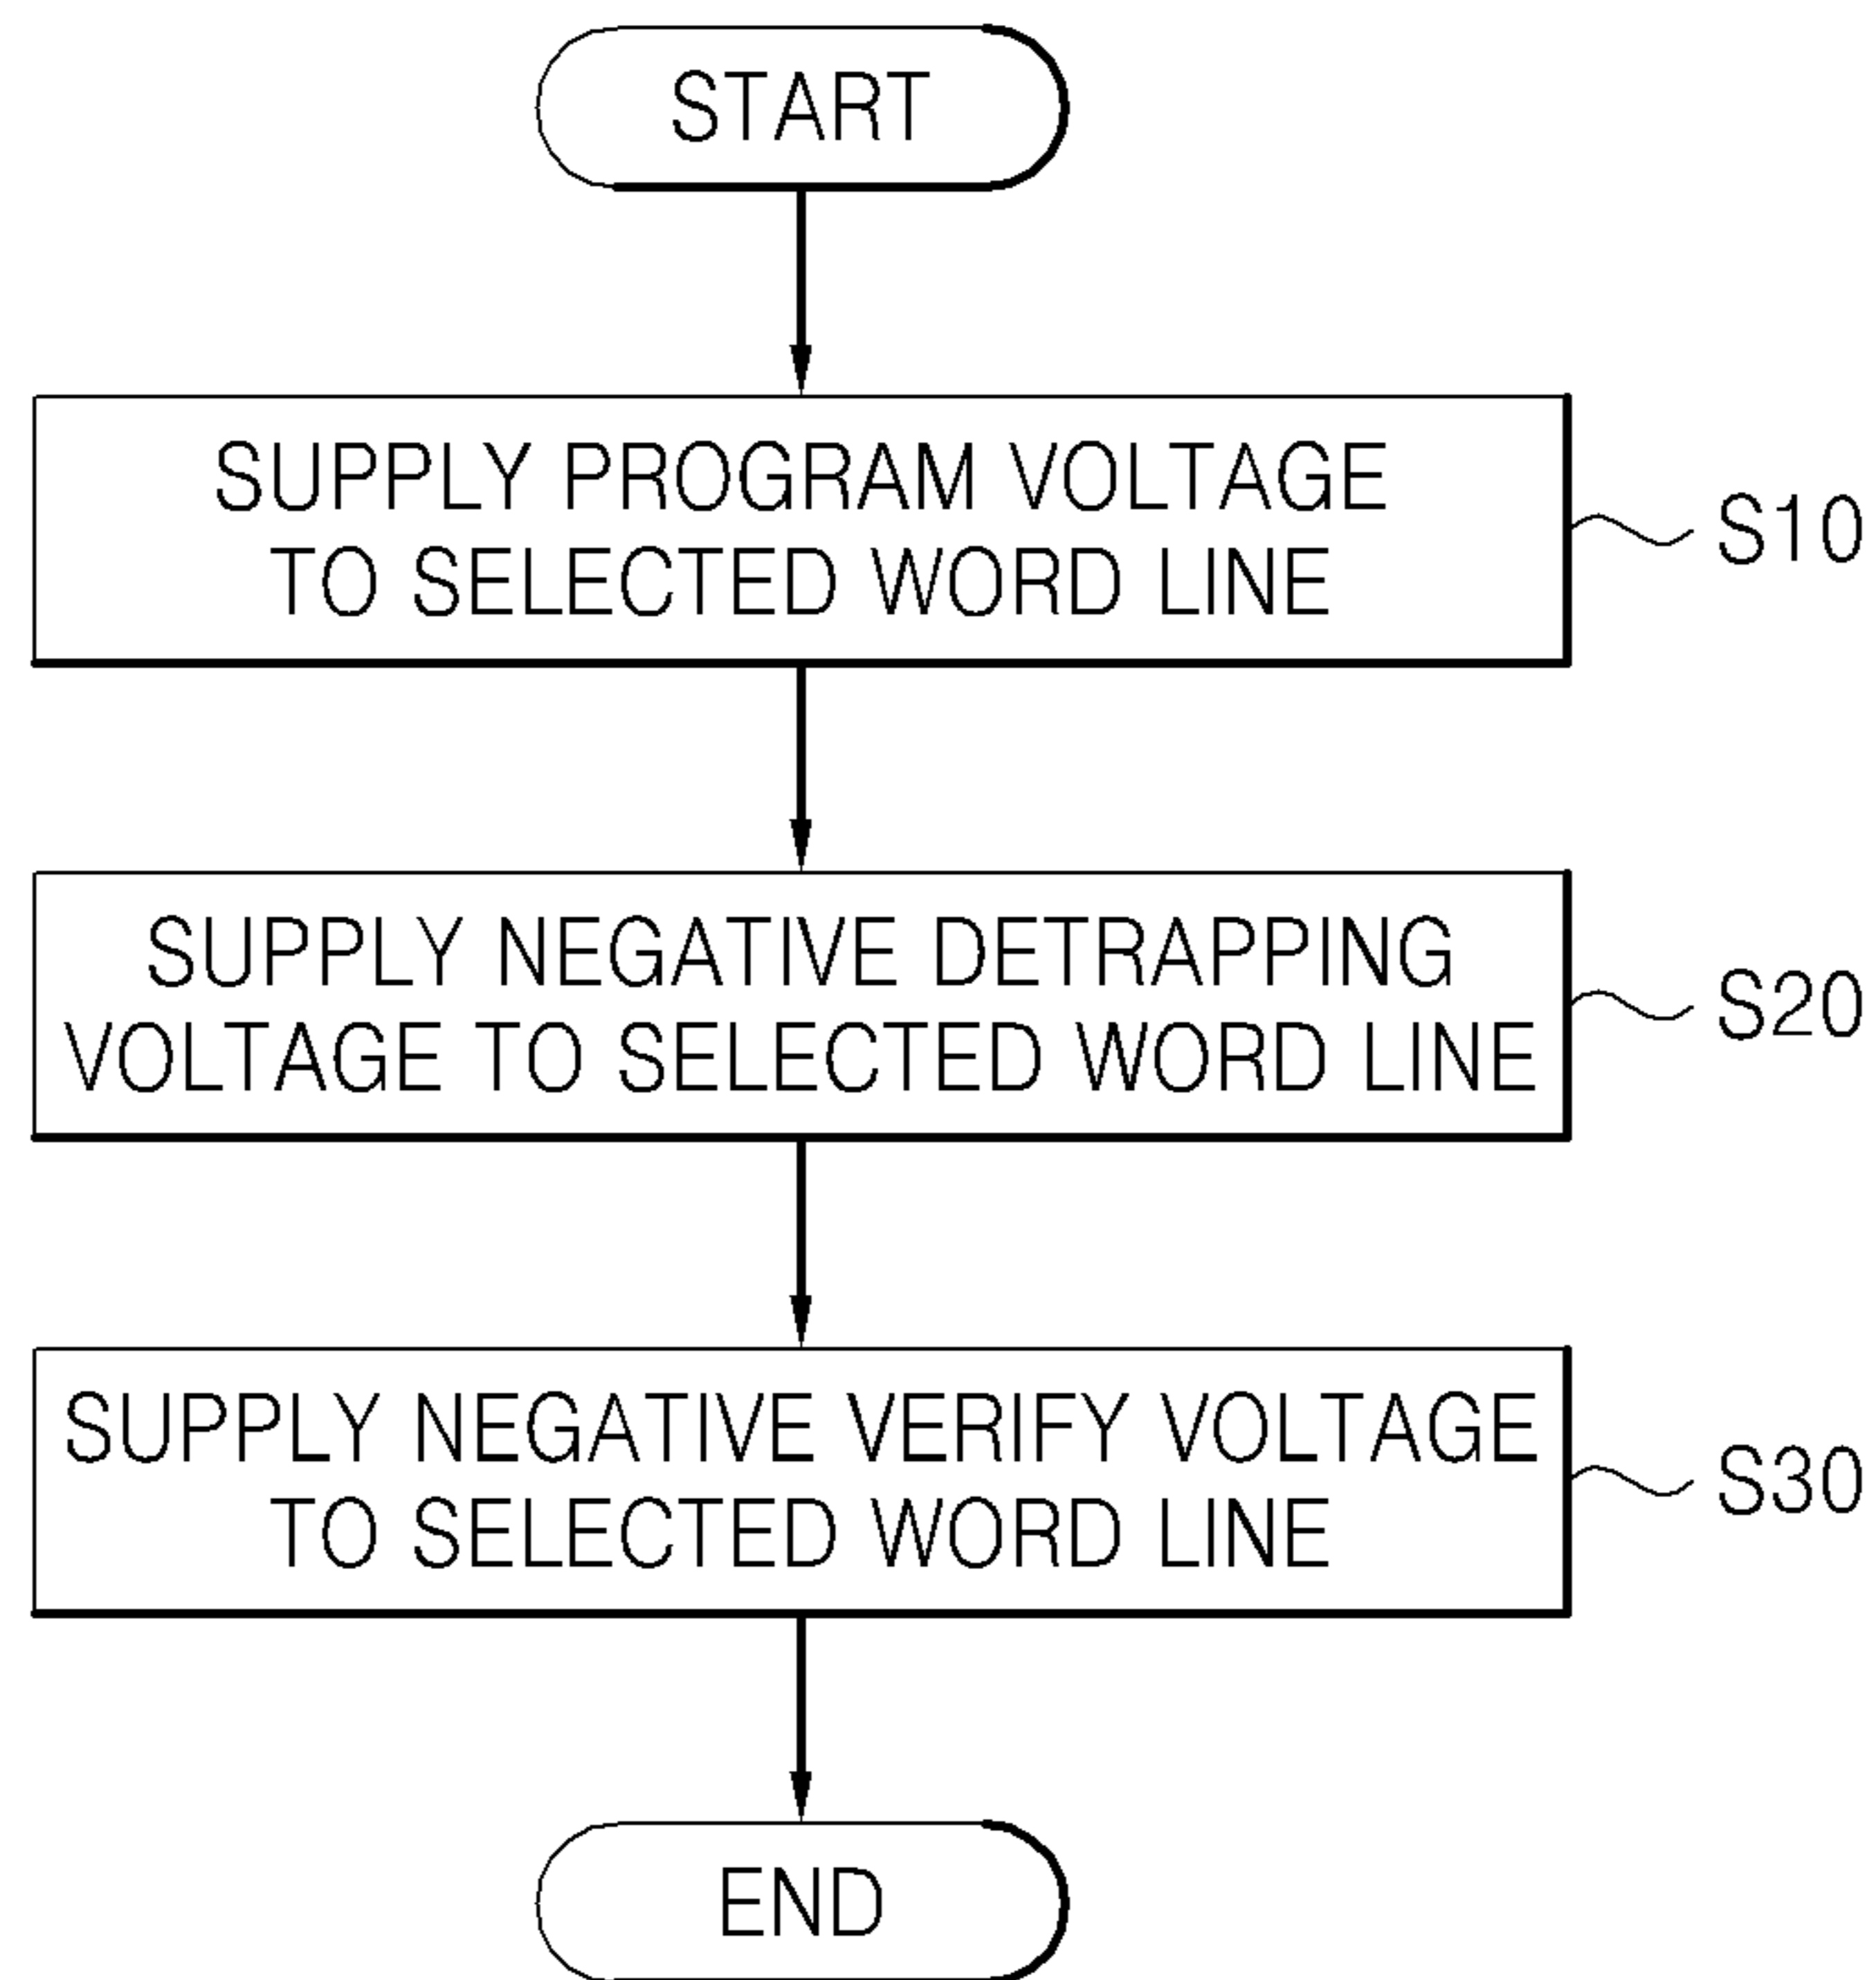 START
SUPPLY PROGRAM VOLTAGE
TO SELECTED WORD LINE
S10
SUPPLY NEGATIVE DETRAPPING
VOLTAGE TO SELECTED WORD LINE
S20
SUPPLY NEGATIVE VERIFY VOLTAGE
TO SELECTED WORD LINE
S30
END